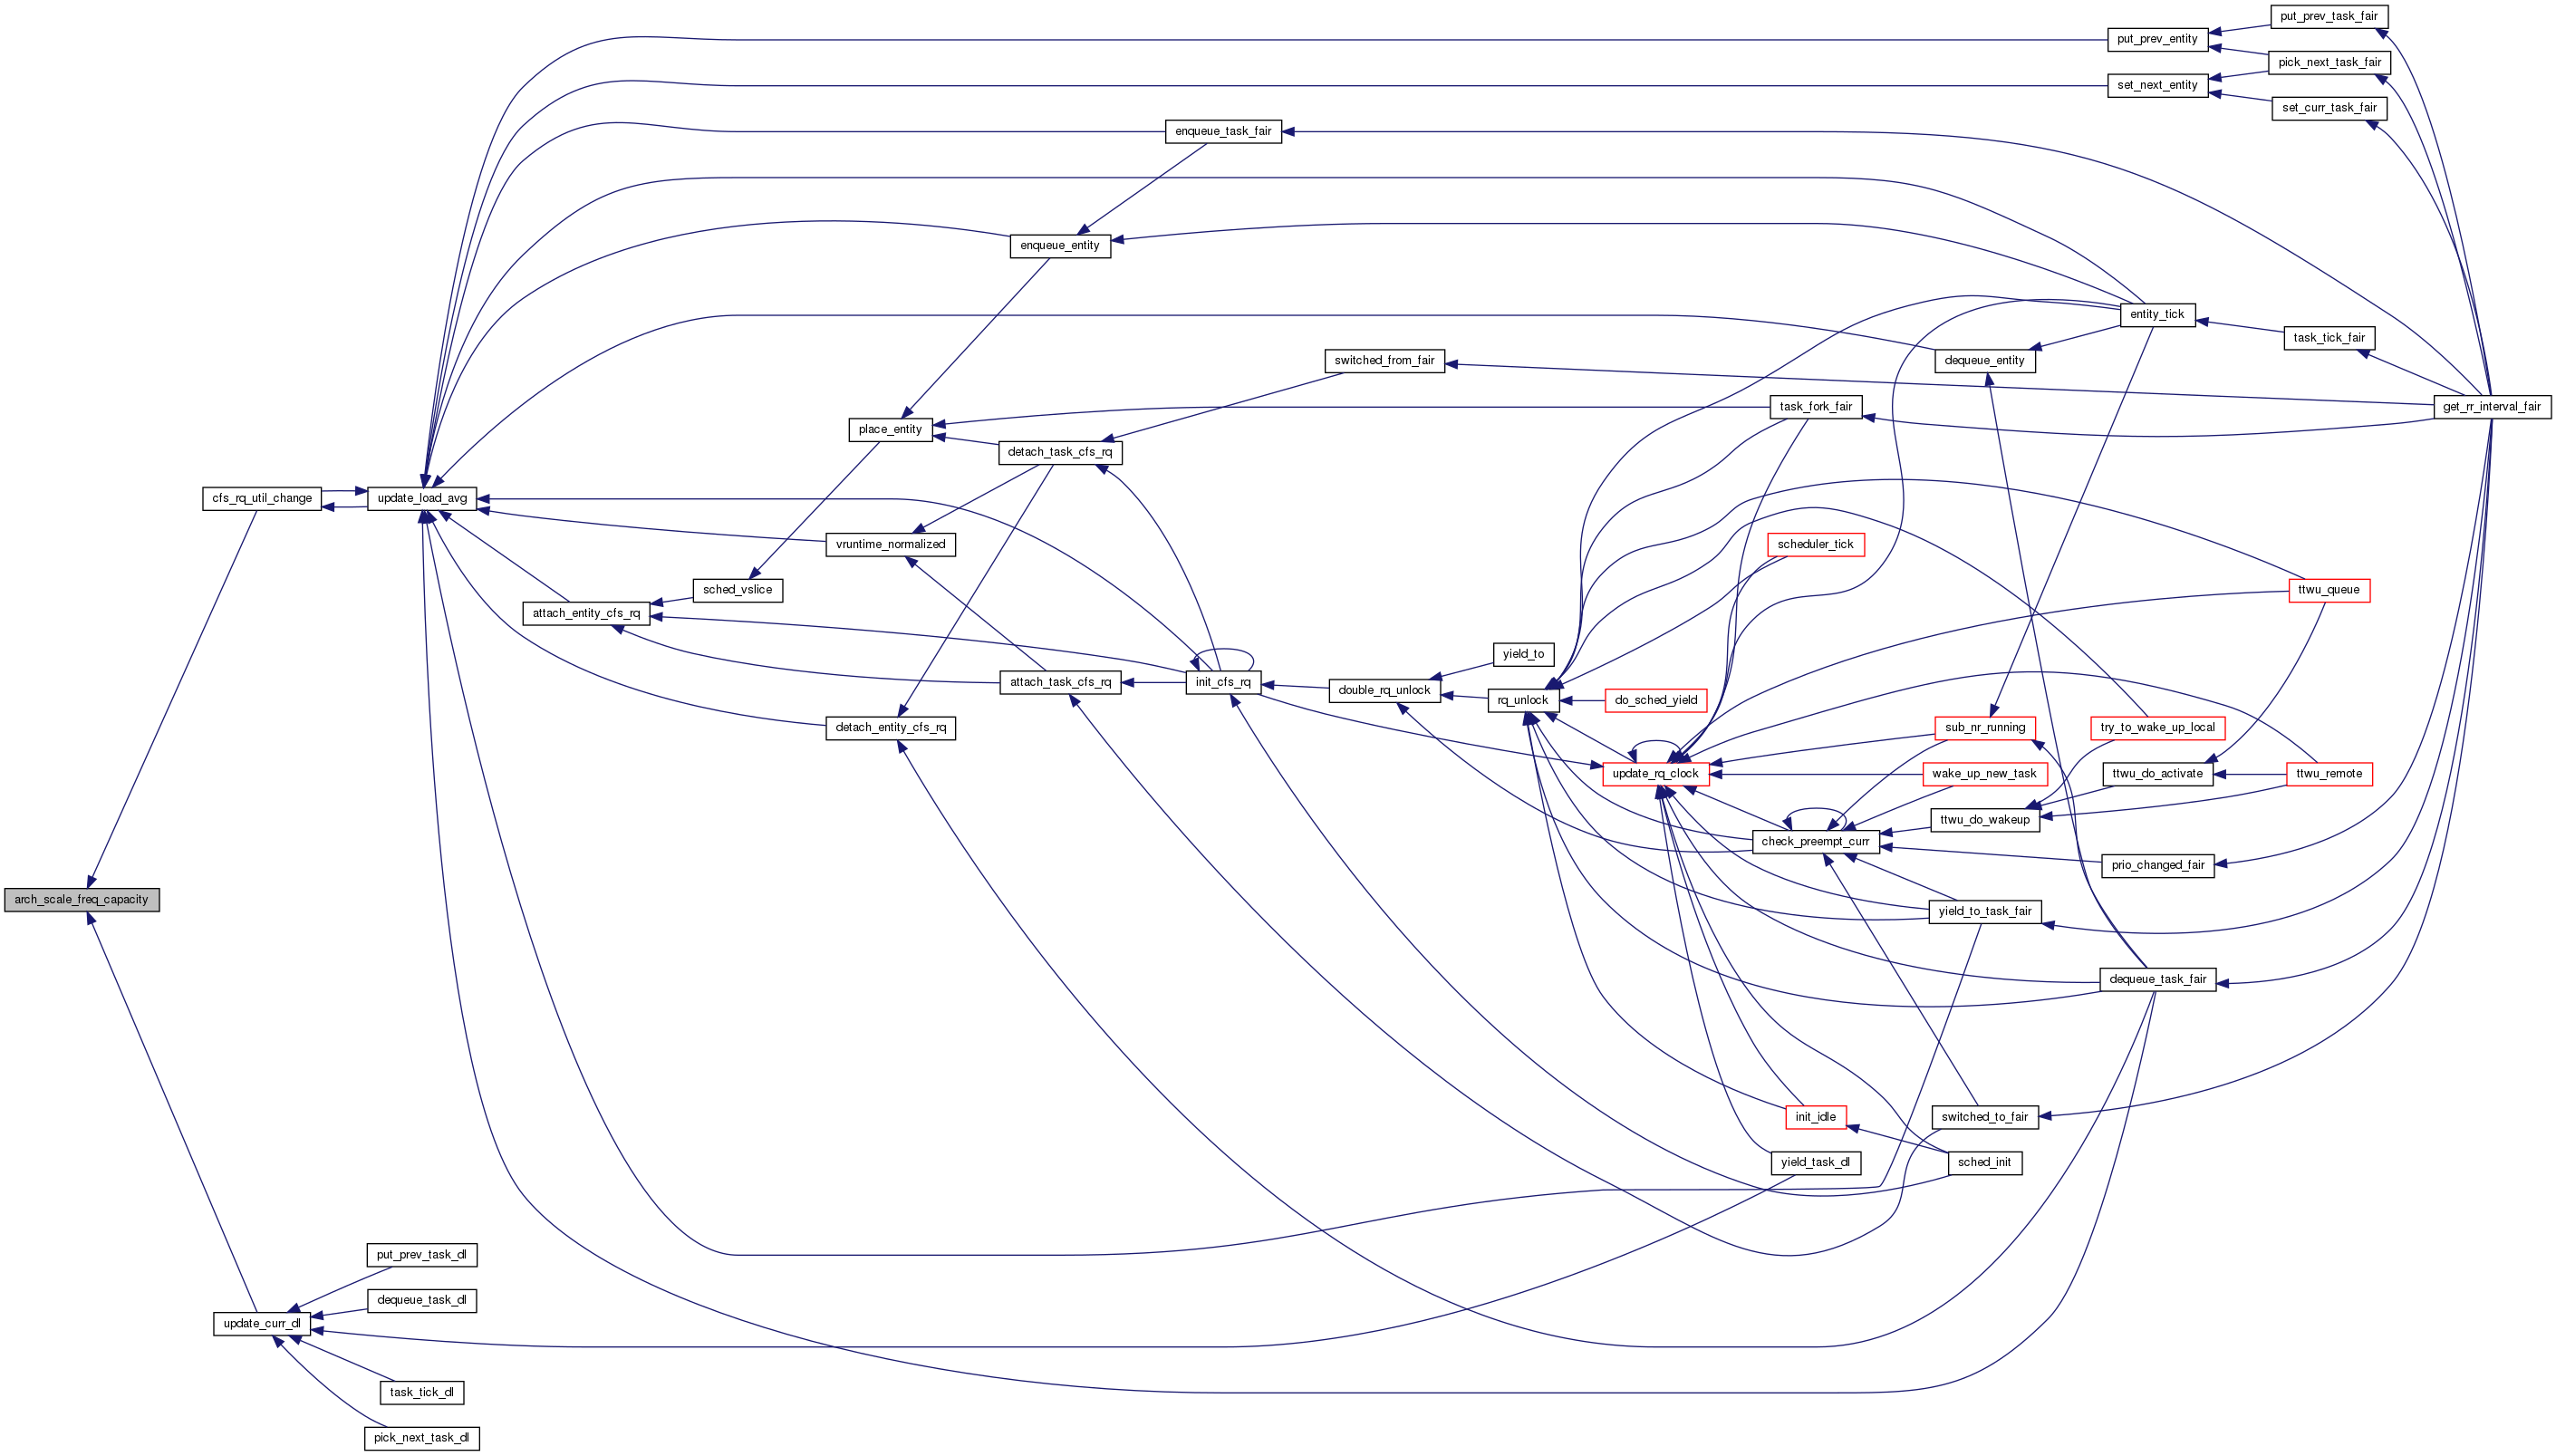 put_prev_task_fair
put_prev_entity
pick_next_task_fair
set_next_entity
set_curr_task_fair
enqueue_task_fair
enqueue_entity
entity_tick
task_tick_fair
switched_from_fair
dequeue_entity
task_fork_fair
get_rr_interval_fair
place_entity
detach_task_cfs_rq
cfs_rq_util_change
update_load_avg
vruntime_normalized
scheduler_tick
sched_vslice
ttwu_queue
attach_entity_cfs_rq
yield_to
attach_task_cfs_rq
init_cfs_rq
double_rq_unlock
rq_unlock
do_sched_yield
detach_entity_cfs_rq
sub_nr_running
try_to_wake_up_local
update_rq_clock
wake_up_new_task
ttwu_do_activate
ttwu_remote
ttwu_do_wakeup
check_preempt_curr
prio_changed_fair
arch_scale_freq_capacity
yield_to_task_fair
dequeue_task_fair
init_idle
switched_to_fair
yield_task_dl
sched_init
put_prev_task_dl
dequeue_task_dl
update_curr_dl
task_tick_dl
pick_next_task_dl